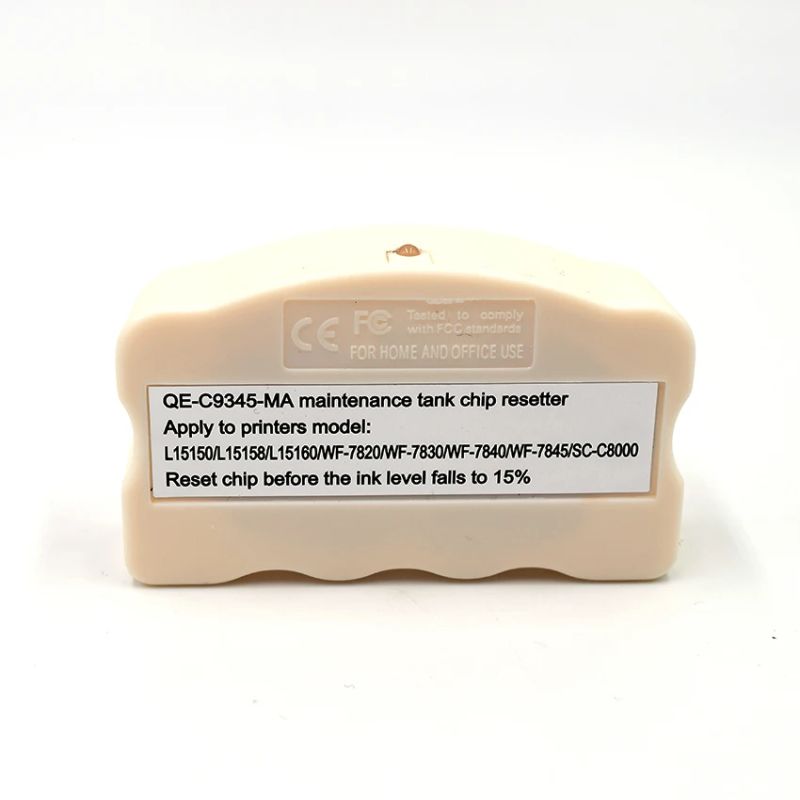 CE FC Tested to comply
with FCC standards
FOR HOME AND OFFICE USE
QE-C9345-MA maintenance tank chip resetter
Apply to printers model:
L15150/L15158/L15160/WF-7820/WF-7830/WF-7840/WF-7845/SC-C8000
Reset chip before the ink level falls to 15%